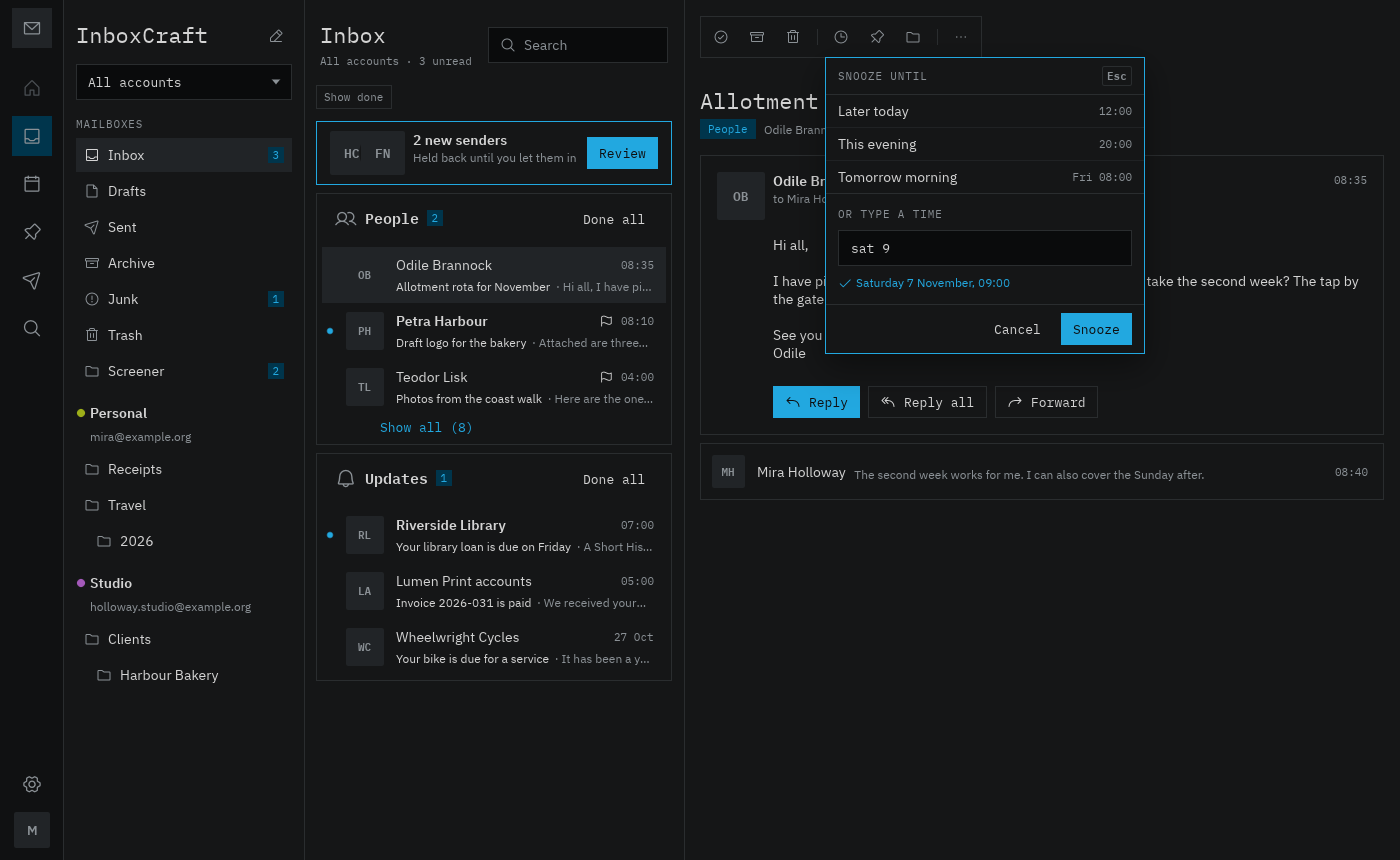 InboxCraft
All accounts
MAILBOXES
Inbox 3
Drafts
Sent
Archive
Junk 1
Trash
Screener 2
Personal
mira@example.org
Receipts
Travel
2026
Studio
holloway.studio@example.org
Clients
Harbour Bakery
M
Inbox
All accounts · 3 unread
Search
Show done
HC FN
2 new senders
Held back until you let them in
Review
People 2 Done all
OB
Odile Brannock 08:35
Allotment rota for November · Hi all, I have pi…
PH
Petra Harbour 08:10
Draft logo for the bakery · Attached are three…
TL
Teodor Lisk 04:00
Photos from the coast walk · Here are the one…
Show all (8)
Updates 1 Done all
RL
Riverside Library 07:00
Your library loan is due on Friday · A Short His…
LA
Lumen Print accounts 05:00
Invoice 2026-031 is paid · We received your…
WC
Wheelwright Cycles 27 Oct
Your bike is due for a service · It has been a y…
Allotment
People Odile Brann
SNOOZE UNTIL Esc
Later today 12:00
This evening 20:00
Tomorrow morning Fri 08:00
OR TYPE A TIME
sat 9
Saturday 7 November, 09:00
Cancel Snooze
OB
Odile Br 08:35
to Mira Ho
Hi all,
I have pi take the second week? The tap by
the gate
See you
Odile
Reply Reply all Forward
MH
Mira Holloway The second week works for me. I can also cover the Sunday after. 08:40